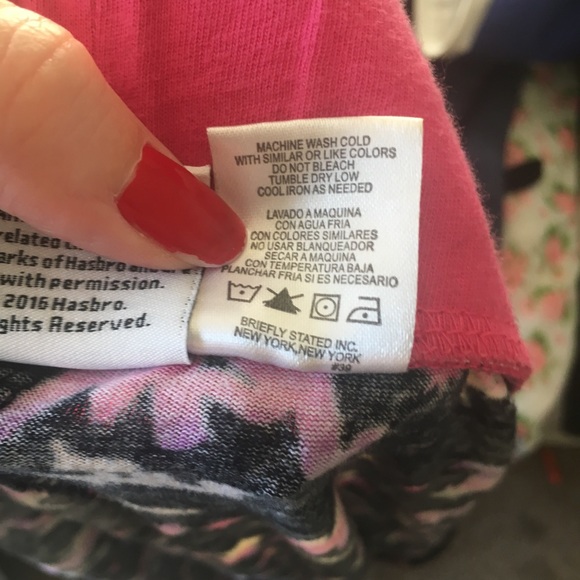 related
arks of Hasbro and
with permission.
2016 Hasbro.
ghts Reserved.
MACHINE WASH COLD
WITH SIMILAR OR LIKE COLORS
DO NOT BLEACH
TUMBLE DRY LOW
COOL IRON AS NEEDED
LAVADO A MAQUINA
CON AGUA FRIA
CON COLORES SIMILARES
NO USAR BLANQUEADOR
SECAR A MAQUINA
CON TEMPERATURA BAJA
PLANCHAR FRIA SI ES NECESARIO
BRIEFLY STATED INC.
NEW YORK, NEW YORK
#39